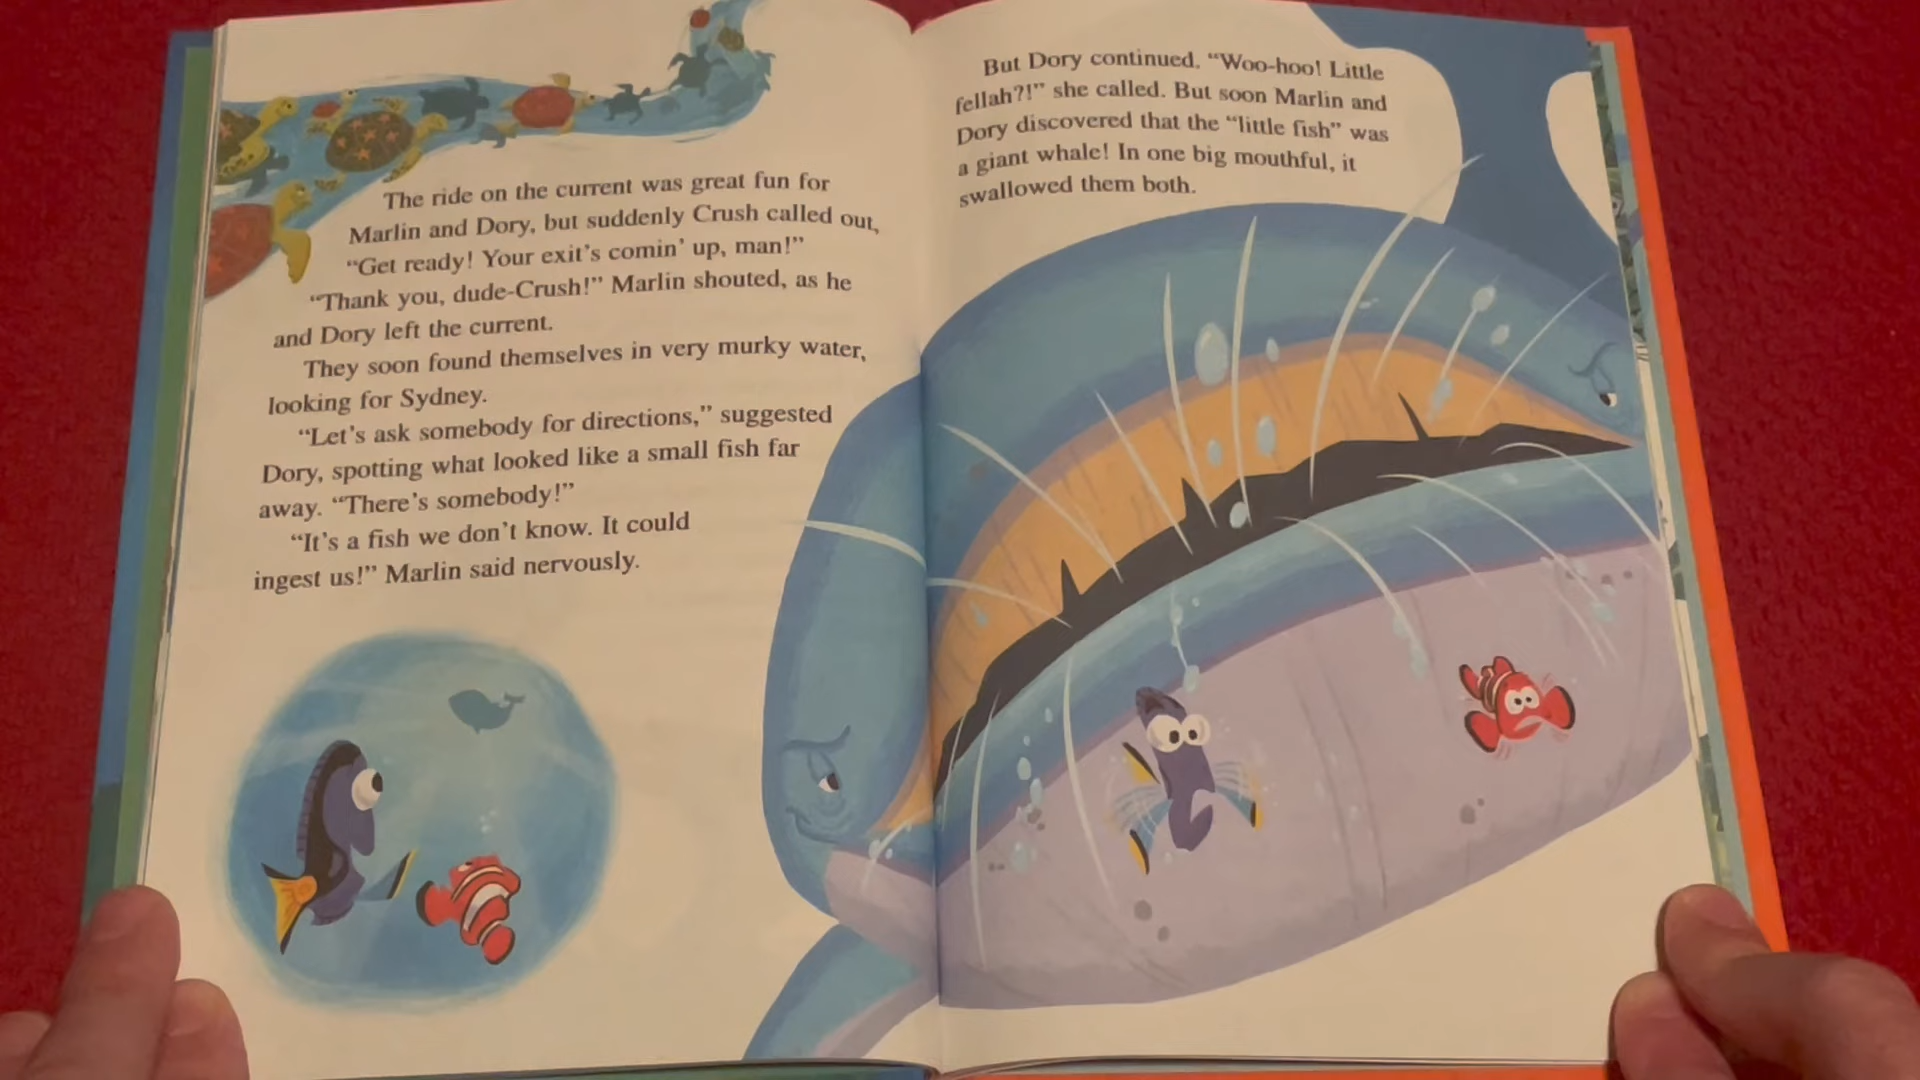 The ride on the current was great fun for
Marlin and Dory, but suddenly Crush called out,
“Get ready! Your exit’s comin’ up, man!”
“Thank you, dude-Crush!” Marlin shouted, as he
and Dory left the current.
They soon found themselves in very murky water,
looking for Sydney.
“Let’s ask somebody for directions,” suggested
Dory, spotting what looked like a small fish far
away. “There’s somebody!”
“It’s a fish we don’t know. It could
ingest us!” Marlin said nervously.
But Dory continued. “Woo-hoo! Little
fellah?!” she called. But soon Marlin and
Dory discovered that the “little fish” was
a giant whale! In one big mouthful, it
swallowed them both.